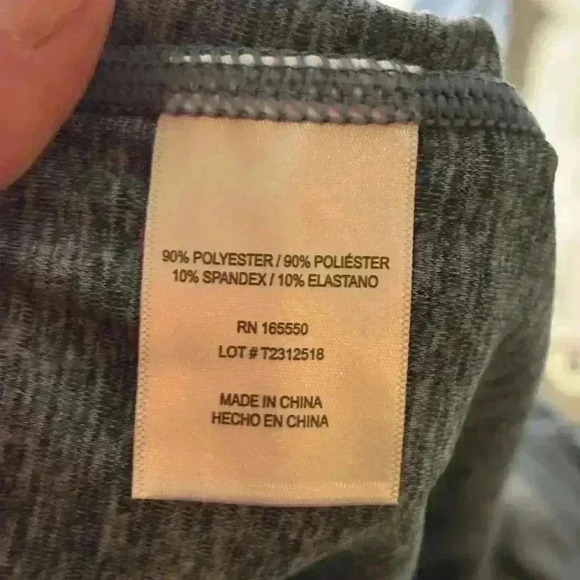 90% POLYESTER / 90% POLIÉSTER
10% SPANDEX / 10% ELASTANO
RN 165550
LOT # T2312518
MADE IN CHINA
HECHO EN CHINA